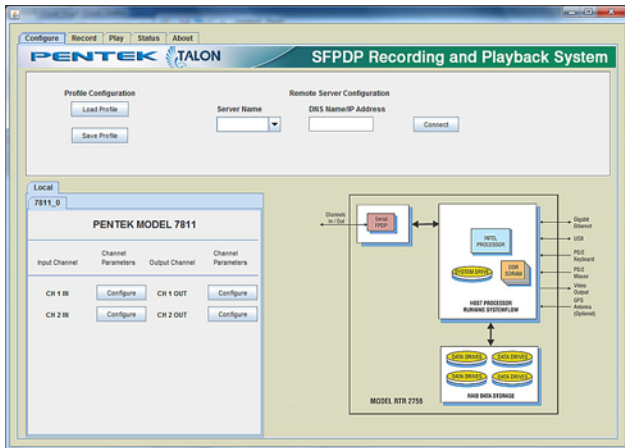 Configure Record Play Status About
PENTEK TALON SFPDP Recording and Playback System
Profile Configuration
Load Profile
Save Profile
Remote Server Configuration
Server Name DNS Name/IP Address
Connect
Local
7811_0
PENTEK MODEL 7811
Input Channel Channel Parameters Output Channel Channel Parameters
CH 1 IN Configure CH 1 OUT Configure
CH 2 IN Configure CH 2 OUT Configure
Channels
In / Out
Serial
FPDP
INTEL
PROCESSOR
SYSTEM DRIVE
DDR
SDRAM
HOST PROCESSOR
RUNNING SYSTEMFLOW
Gigabit
Ethernet
USB
PS/2
Keyboard
PS/2
Mouse
Video
Output
GPS
Antenna
(Optional)
DATA DRIVES DATA DRIVES
DATA DRIVES DATA DRIVES
RAID DATA STORAGE
MODEL RTR 2756